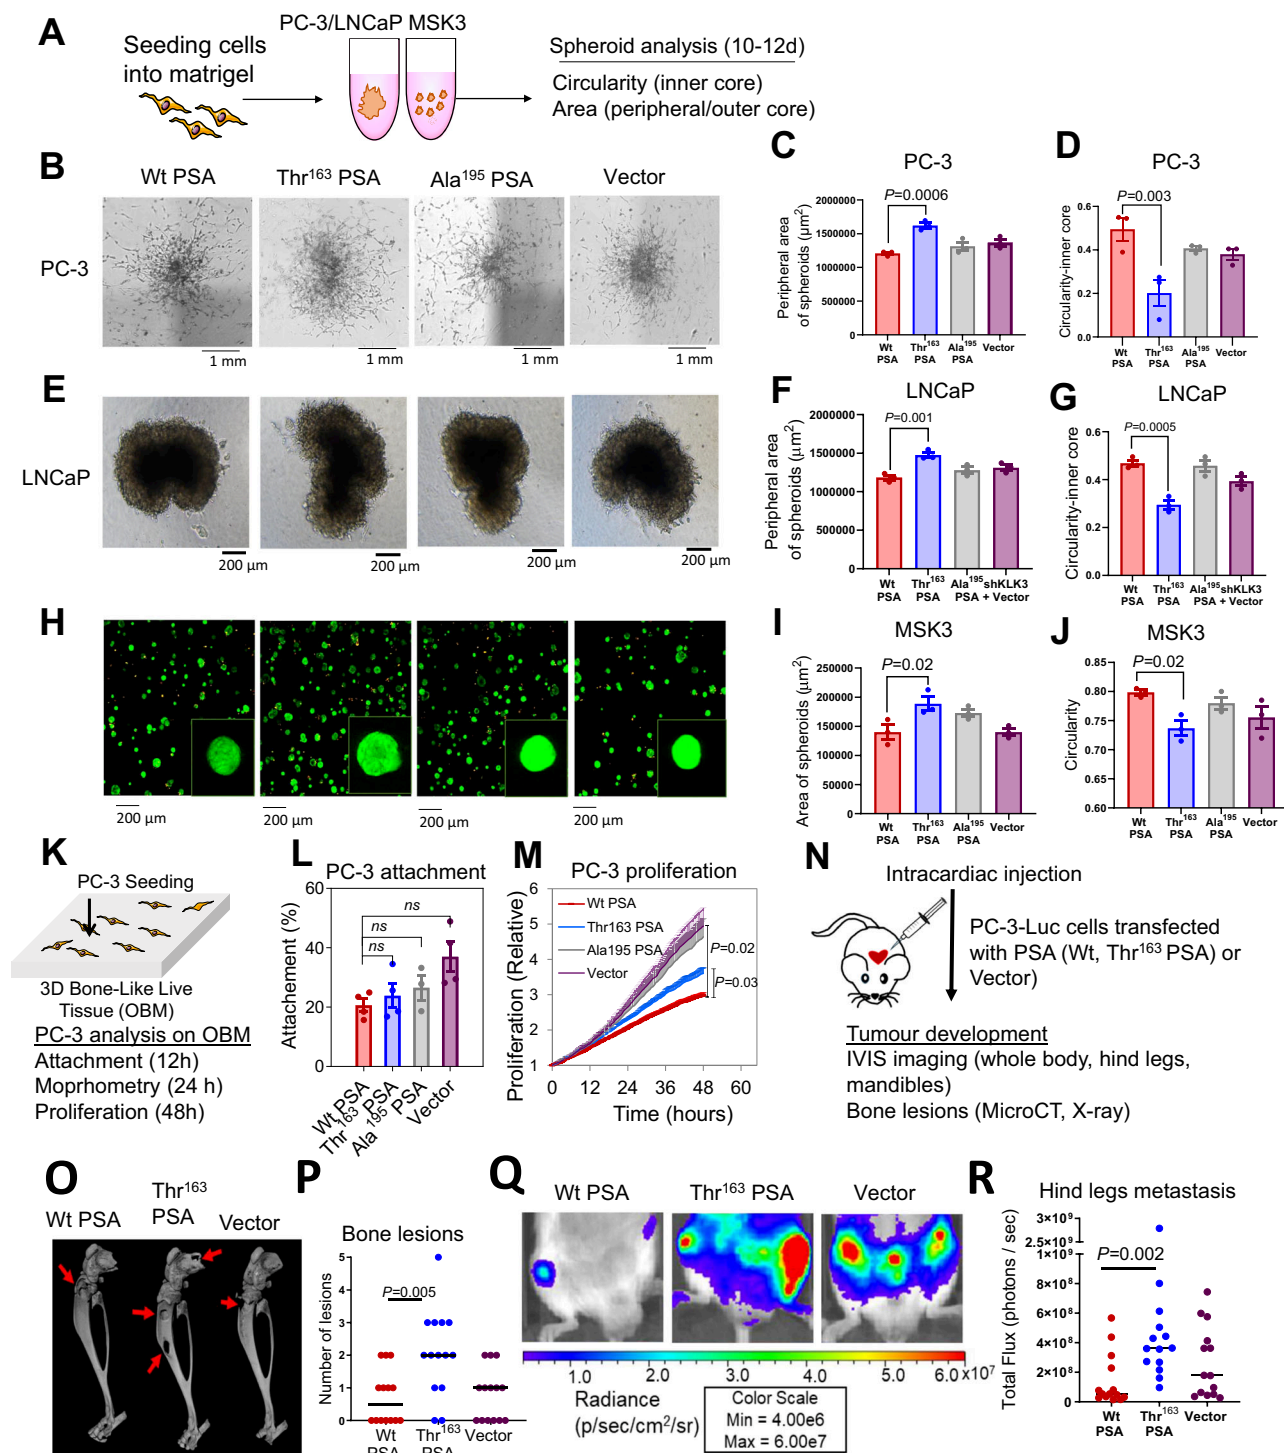 A
Seeding cells
into matrigel
PC-3/LNCaP MSK3
Spheroid analysis (10-12d)
Circularity (inner core)
Area (peripheral/outer core)
B
Wt PSA
Thr163 PSA
Ala195 PSA
Vector
PC-3
1 mm
1 mm
1 mm
1 mm
C
PC-3
P=0.0006
Peripheral area
of spheroids (µm2)
2000000
1500000
1000000
500000
0
Wt
PSA
Thr163
PSA
Ala195
PSA
Vector
D
PC-3
P=0.003
Circularity-inner core
0.6
0.4
0.2
0
Wt
PSA
Thr163
PSA
Ala195
PSA
Vector
E
LNCaP
200 µm
200 µm
200 µm
200 µm
F
LNCaP
P=0.001
Peripheral area
of spheroids (µm2)
2000000
1500000
1000000
500000
0
Wt
PSA
Thr163
PSA
Ala195
PSA
shKLK3
+ Vector
G
LNCaP
P=0.0005
Circularity-inner core
0.6
0.4
0.2
0.0
Wt
PSA
Thr163
PSA
Ala195
PSA
shKLK3
+ Vector
H
200 µm
200 µm
200 µm
200 µm
I
MSK3
P=0.02
Area of spheroids (µm2)
250000
200000
150000
100000
50000
0
Wt
PSA
Thr163
PSA
Ala195
PSA
Vector
J
MSK3
P=0.02
Circularity
0.85
0.80
0.75
0.70
0.65
0.60
Wt
PSA
Thr163
PSA
Ala195
PSA
Vector
K
PC-3 Seeding
3D Bone-Like Live
Tissue (OBM)
PC-3 analysis on OBM
Attachment (12h)
Moprhometry (24 h)
Proliferation (48h)
L
PC-3 attachment
Attachement (%)
60
40
20
0
ns
ns
ns
Wt PSA
Thr163 PSA
Ala 195 PSA
Vector
M
PC-3 proliferation
Proliferation (Relative)
6
5
4
3
2
1
Wt PSA
Thr163 PSA
Ala195 PSA
Vector
P=0.02
P=0.03
0 12 24 36 48 60
Time (hours)
N
Intracardiac injection
PC-3-Luc cells transfected
with PSA (Wt, Thr163 PSA) or
Vector)
Tumour development
IVIS imaging (whole body, hind legs,
mandibles)
Bone lesions (MicroCT, X-ray)
O
Wt PSA
Thr163
PSA
Vector
P
Bone lesions
P=0.005
Number of lesions
5
4
3
2
1
0
Wt
PSA
Thr163
PSA
Vector
Q
Wt PSA
Thr163 PSA
Vector
1.0 2.0 3.0 4.0 5.0 6.0 x107
Radiance
(p/sec/cm2/sr)
Color Scale
Min = 4.00e6
Max = 6.00e7
R
Hind legs metastasis
P=0.002
Total Flux (photons / sec)
3×109
2×109
1×109
8×108
6×108
4×108
2×108
0
Wt
PSA
Thr163
PSA
Vector